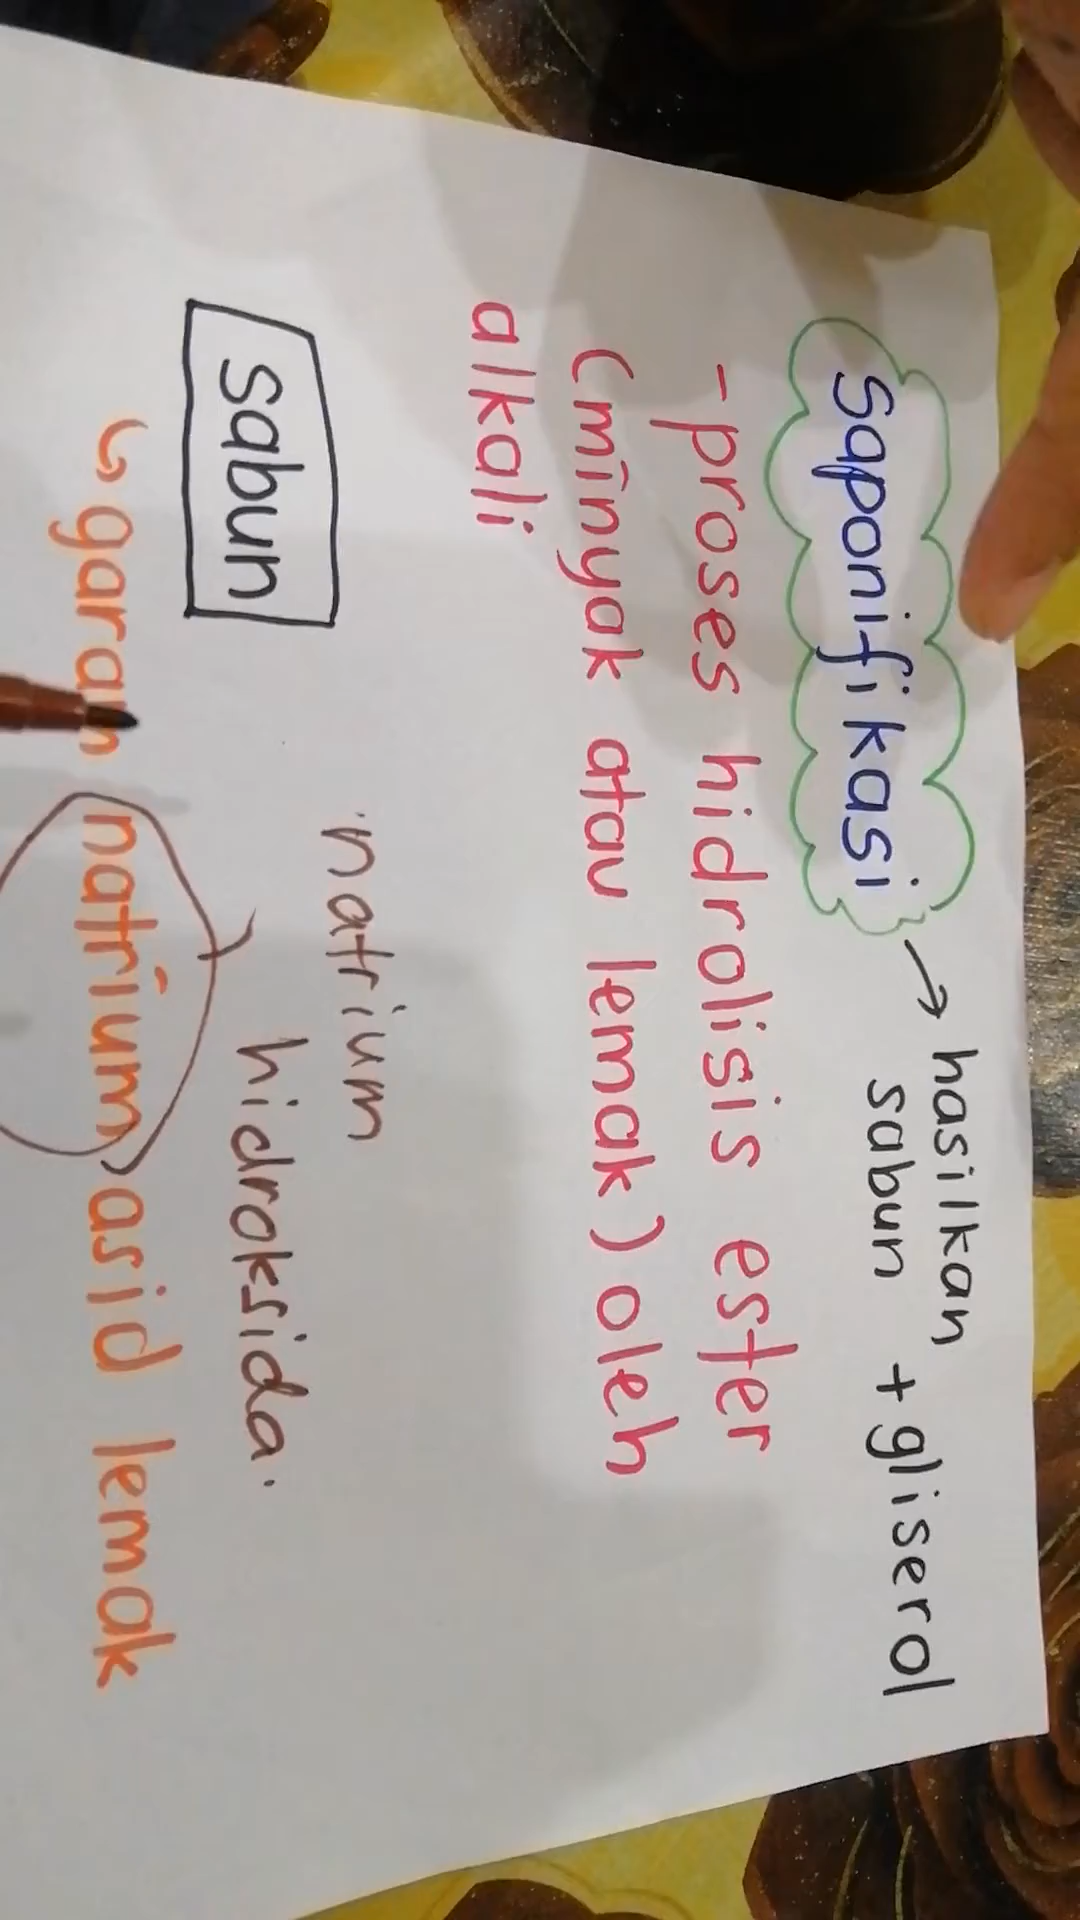 saponifikasi → hasilkan
sabun + gliserol
- proses hidrolisis ester
(minyak atau lemak) oleh
alkali
sabun
natrium
hidroksida.
↳ garam natrium asid lemak